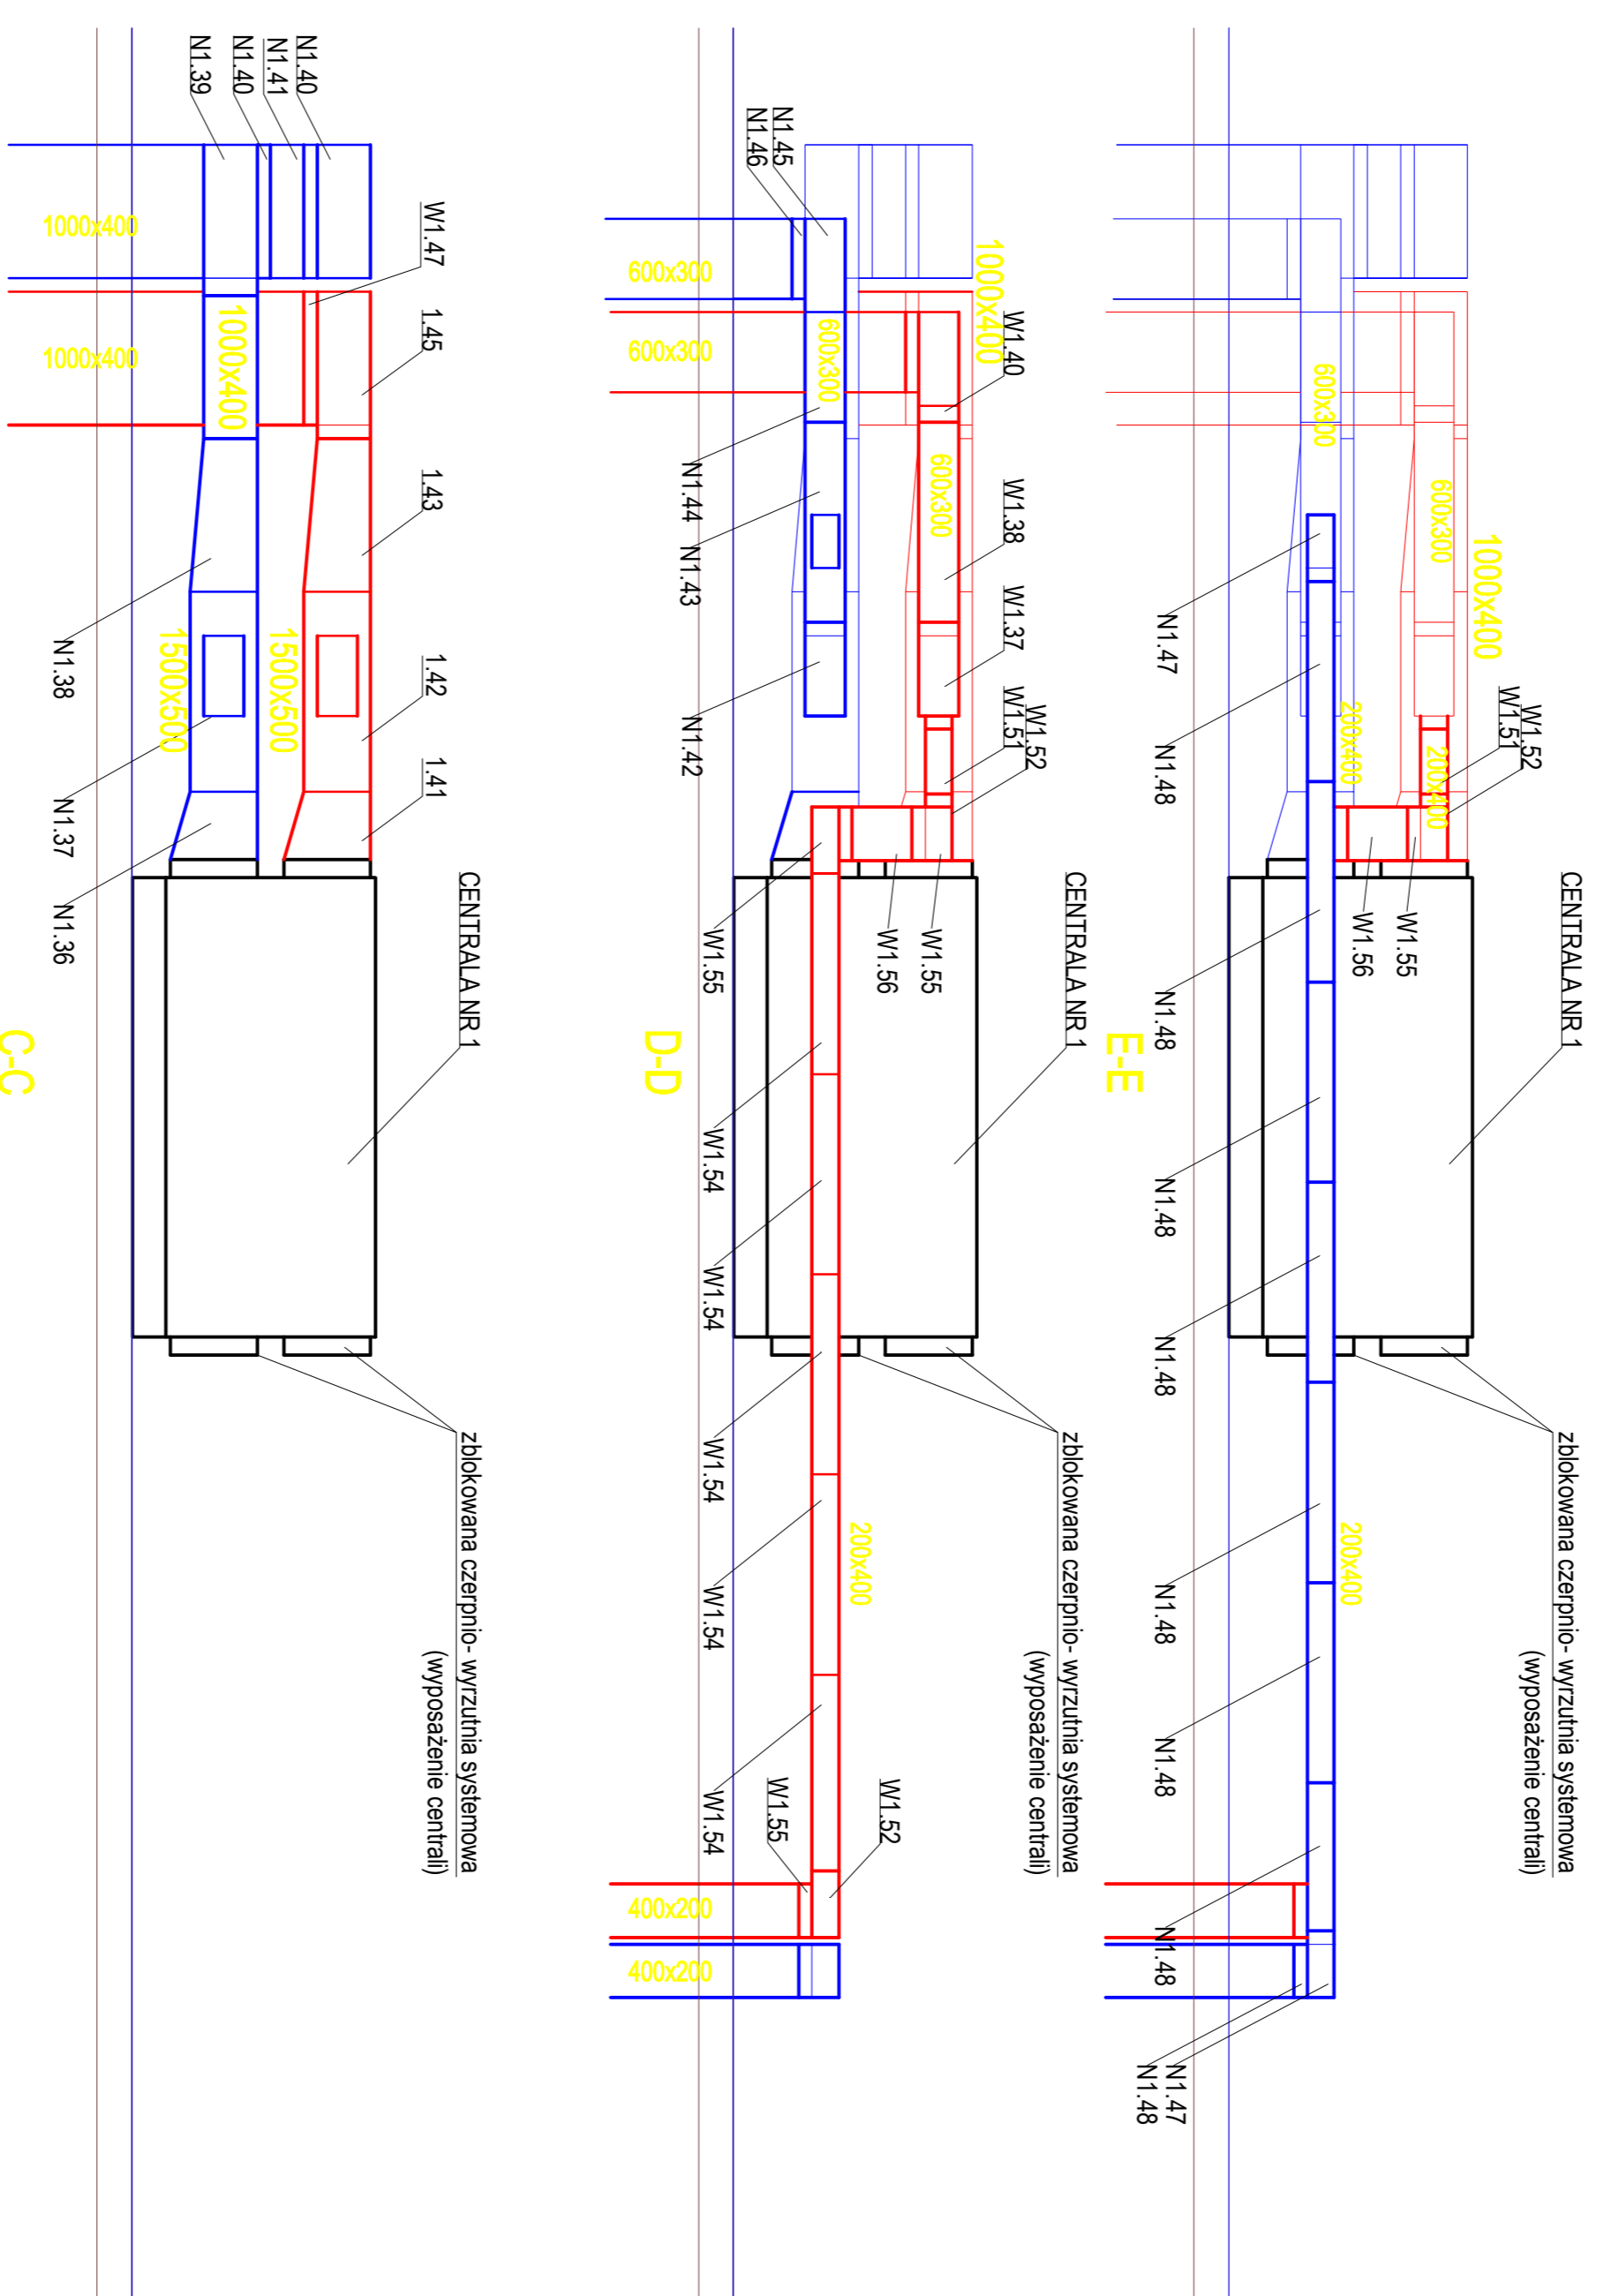 CENTRALA NR 1
zblokowana czerpnio- wyrzutnia systemowa
(wyposażenie centrali)
W1.52
W1.51
1000x400
600x300
200x400
W1.55
W1.56
200x400
200x400
600x300
N1.47
N1.48
N1.48
N1.48
N1.48
N1.48
N1.48
N1.48
N1.47
N1.48
E-E
CENTRALA NR 1
zblokowana czerpnio- wyrzutnia systemowa
(wyposażenie centrali)
W1.52
W1.51
W1.40
W1.38
W1.37
1000x400
600x300
W1.55
W1.56
W1.52
200x400
600x300
N1.45
N1.46
W1.55
W1.55
W1.54
W1.54
W1.54
W1.54
W1.54
N1.44
N1.43
N1.42
600x300
600x300
400x200
400x200
D-D
CENTRALA NR 1
zblokowana czerpnio- wyrzutnia systemowa
(wyposażenie centrali)
W1.47
1.45
1.43
1.42
1.41
N1.40
N1.41
N1.40
N1.39
1500x500
1000x400
1500x500
1000x400
1000x400
N1.38
N1.37
N1.36
C-C